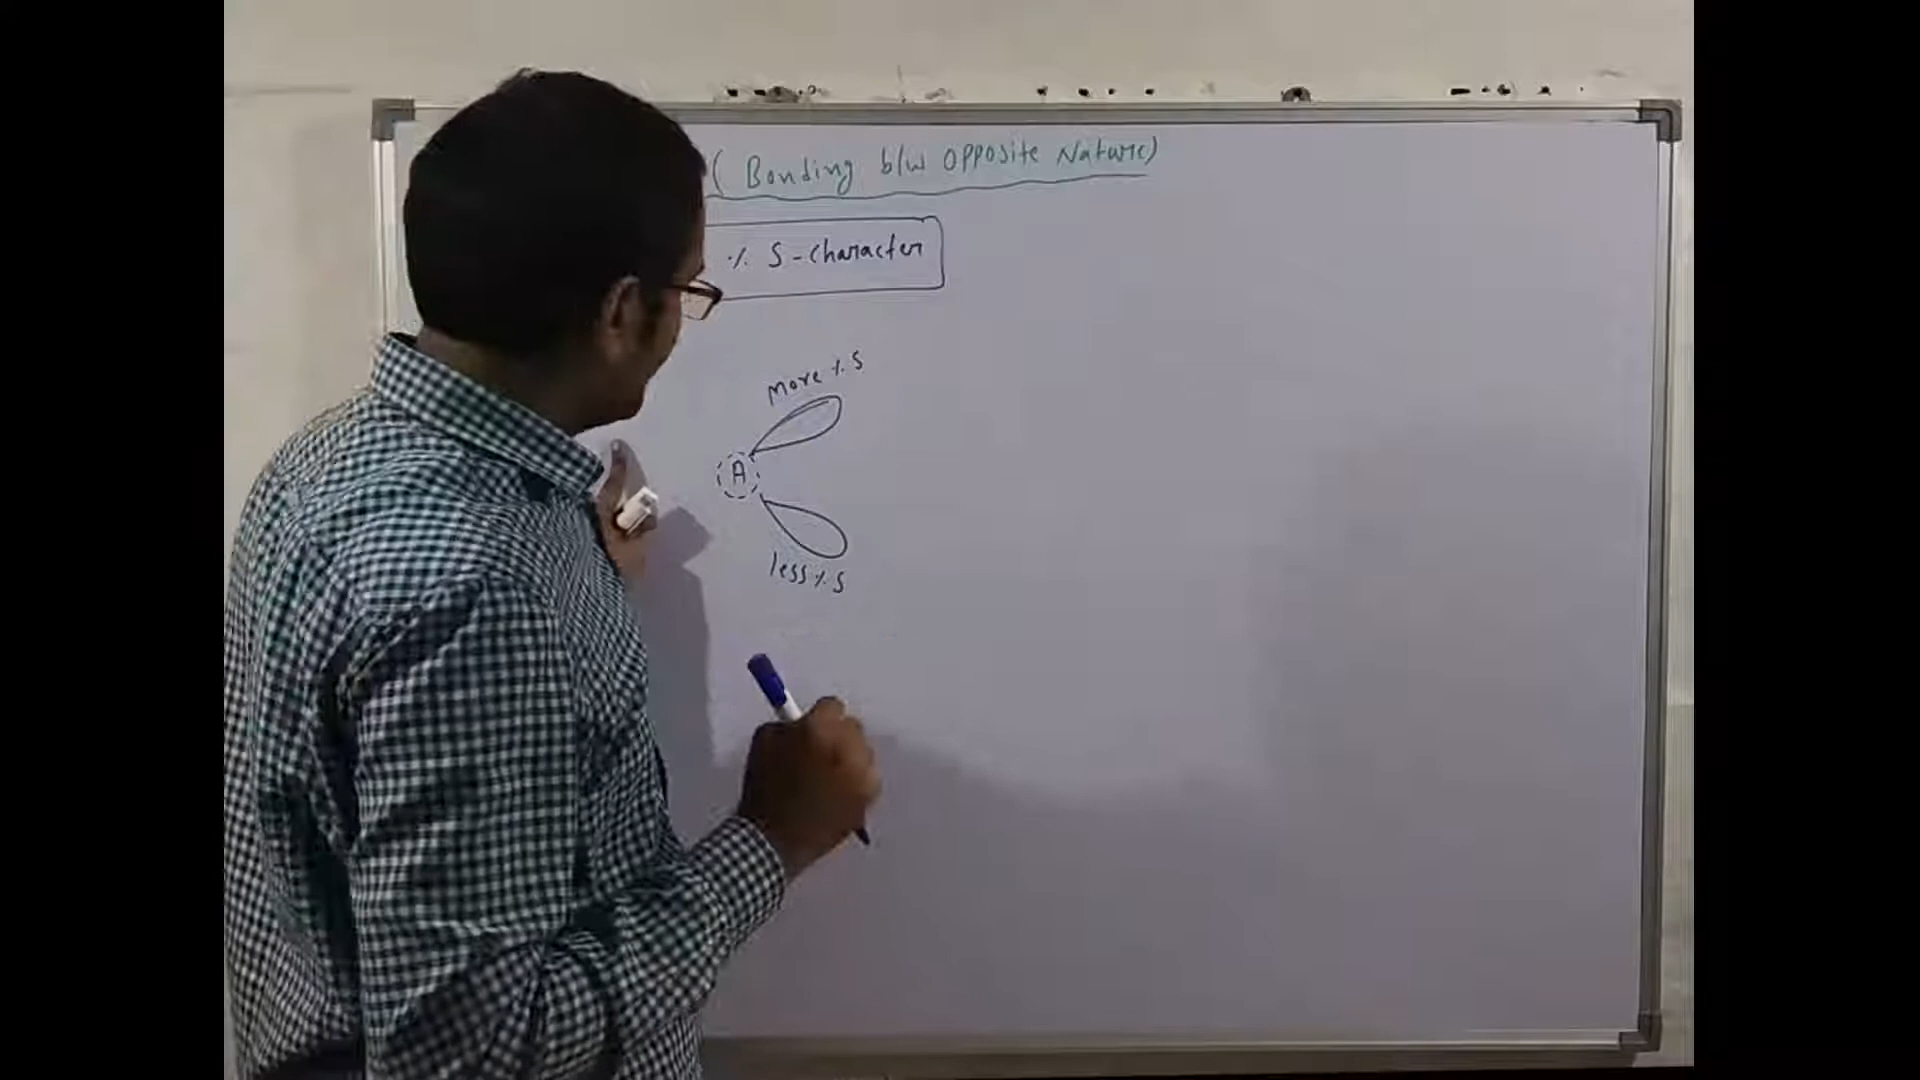 ( Bonding b/w opposite Nature)
% S-character
more % S
A
less % S